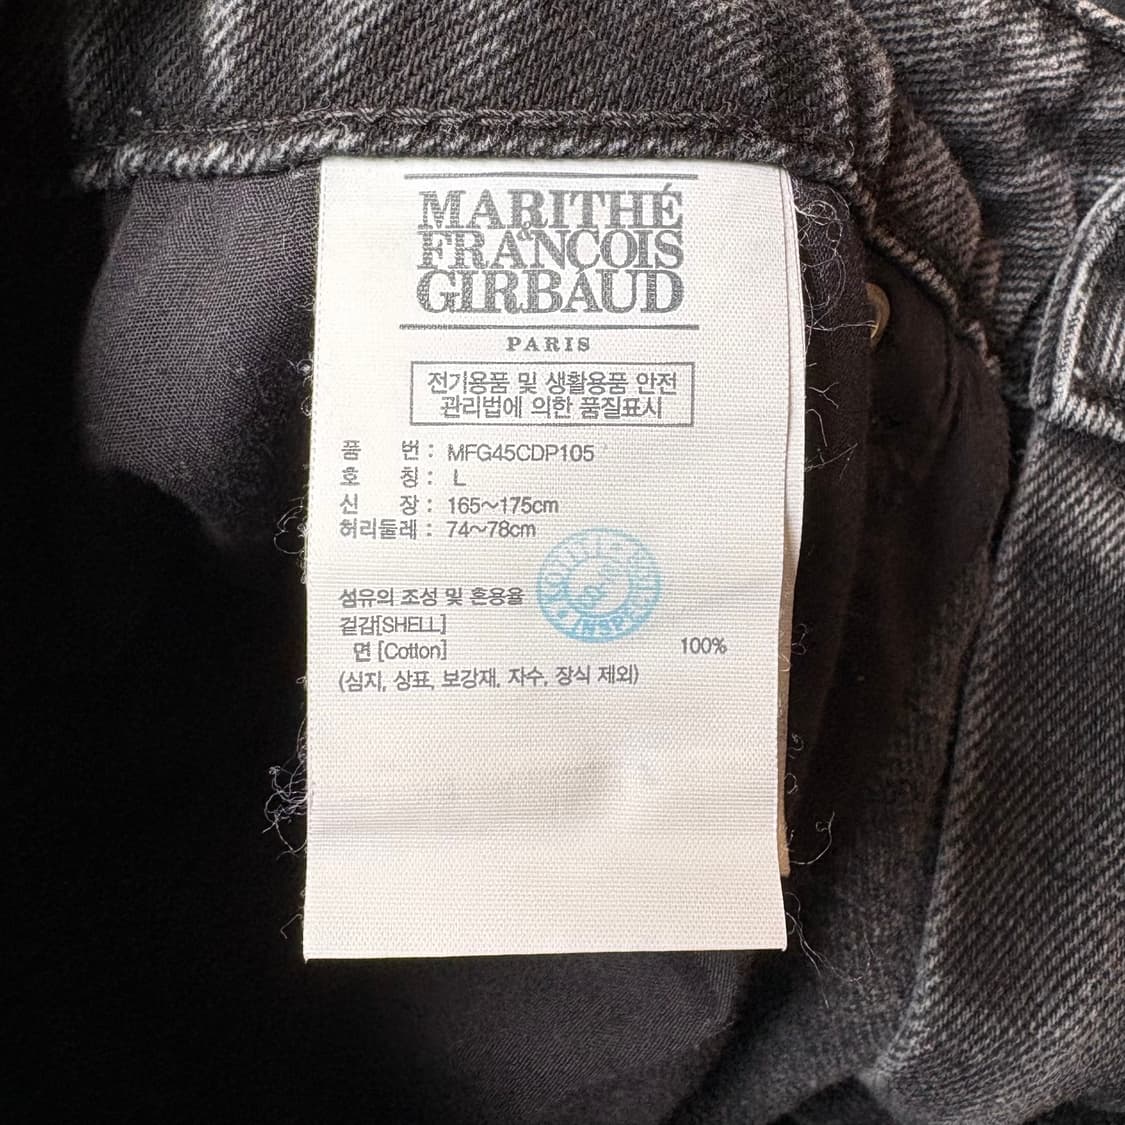 MARITHÉ
&
FRANÇOIS
GIRBAUD
PARIS
전기용품 및 생활용품 안전
관리법에 의한 품질표시
품 번 : MFG45CDP105
호 칭 : L
신 장 : 165~175cm
허리둘레 : 74~78cm
섬유의 조성 및 혼용율
겉감[SHELL]
면 [Cotton] 100%
(심지, 상표, 보강재, 자수, 장식 제외)